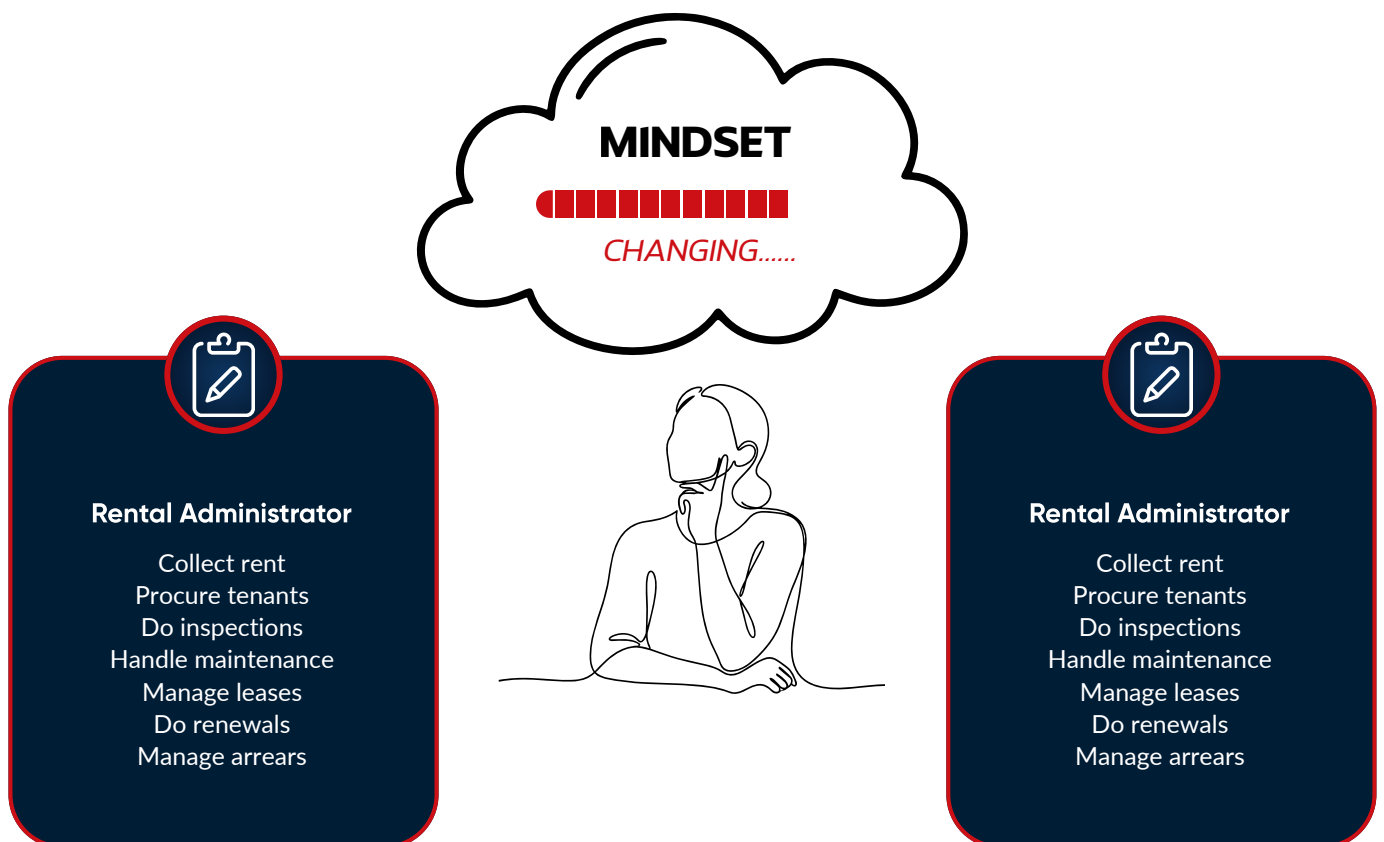 MINDSET
CHANGING......
Rental Administrator
Collect rent
Procure tenants
Do inspections
Handle maintenance
Manage leases
Do renewals
Manage arrears
Rental Administrator
Collect rent
Procure tenants
Do inspections
Handle maintenance
Manage leases
Do renewals
Manage arrears